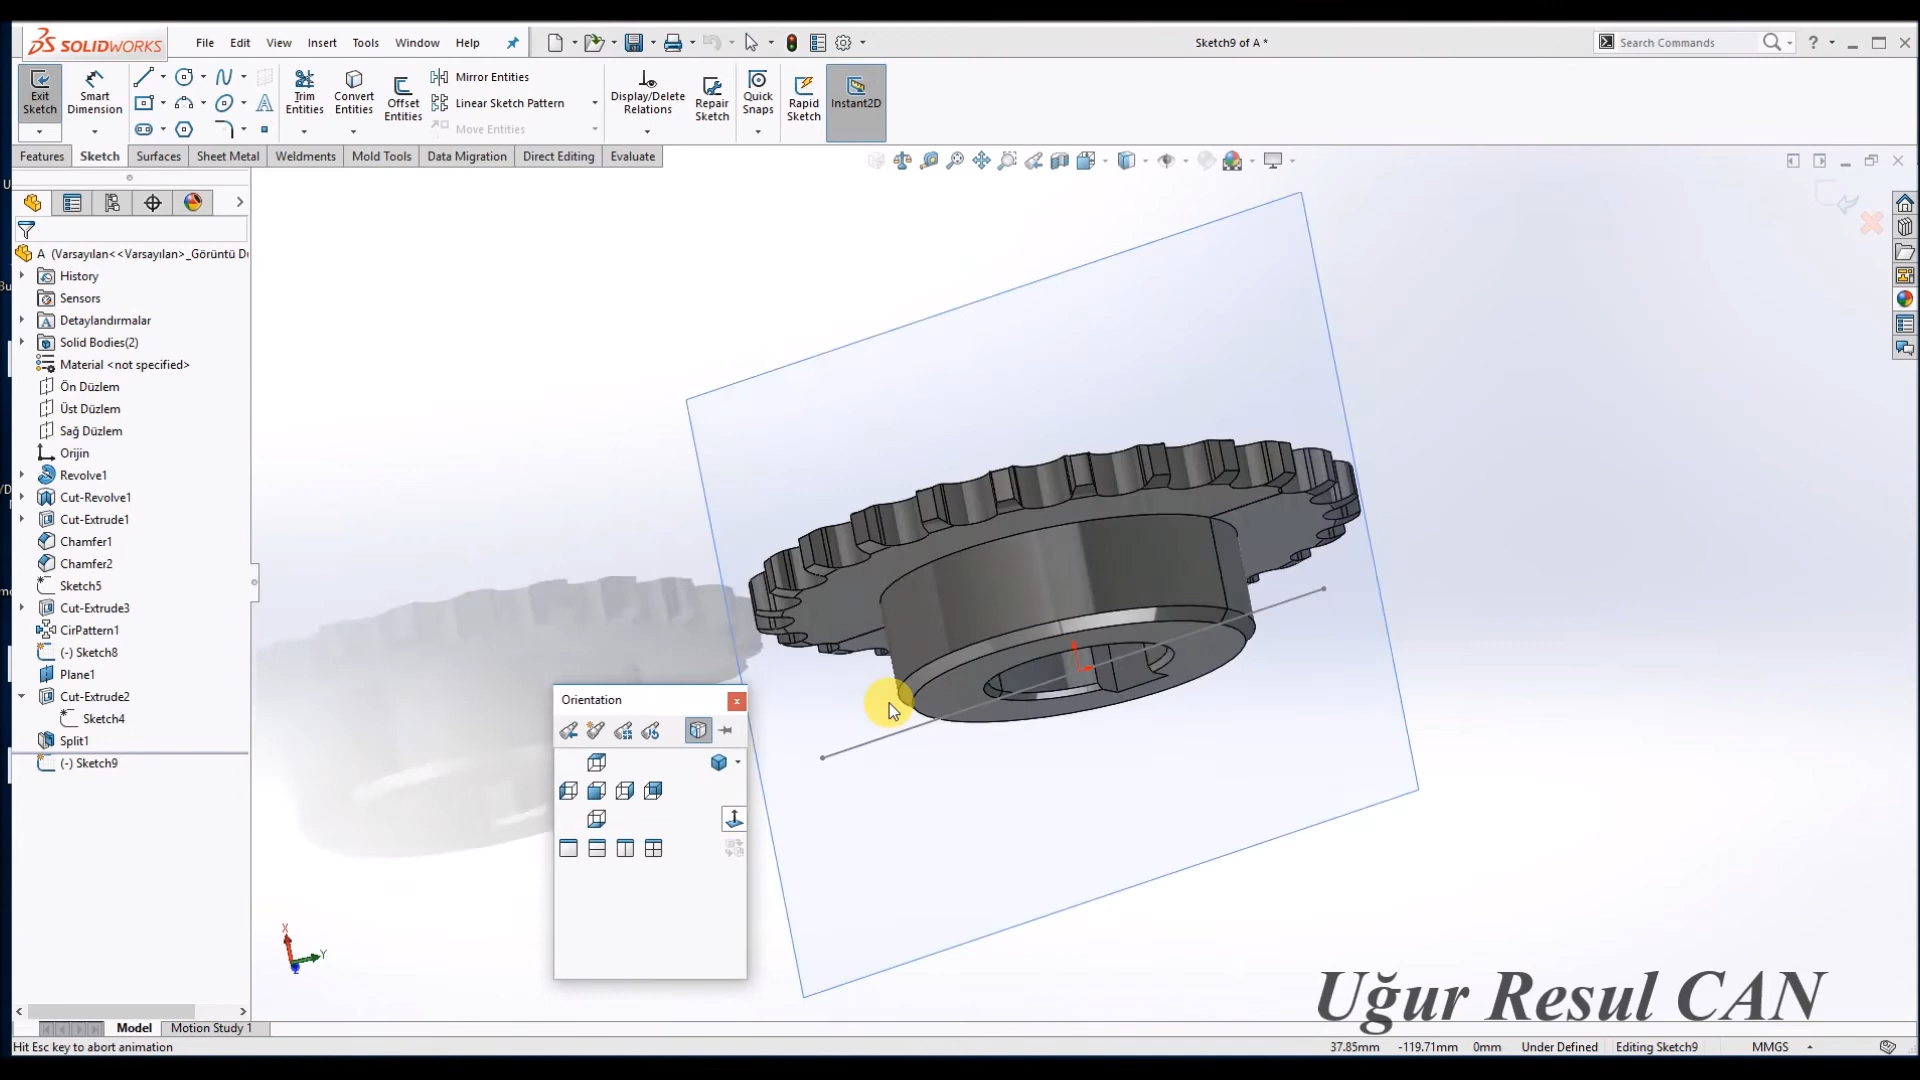 SOLIDWORKS
File Edit View Insert Tools Window Help
Sketch9 of A *
Search Commands
Exit Sketch
Smart Dimension
Trim Entities
Convert Entities
Offset Entities
Mirror Entities
Linear Sketch Pattern
Move Entities
Display/Delete Relations
Repair Sketch
Quick Snaps
Rapid Sketch
Instant2D
Features Sketch Surfaces Sheet Metal Weldments Mold Tools Data Migration Direct Editing Evaluate
A (Varsayılan<<Varsayılan>_Görüntü D
History
Sensors
Detaylandırmalar
Solid Bodies(2)
Material <not specified>
Ön Düzlem
Üst Düzlem
Sağ Düzlem
Orijin
Revolve1
Cut-Revolve1
Cut-Extrude1
Chamfer1
Chamfer2
Sketch5
Cut-Extrude3
CirPattern1
(-) Sketch8
Plane1
Cut-Extrude2
Sketch4
Split1
(-) Sketch9
Orientation
X
Y
Uğur Resul CAN
Model Motion Study 1
Hit Esc key to abort animation
37.85mm -119.71mm 0mm Under Defined Editing Sketch9 MMGS